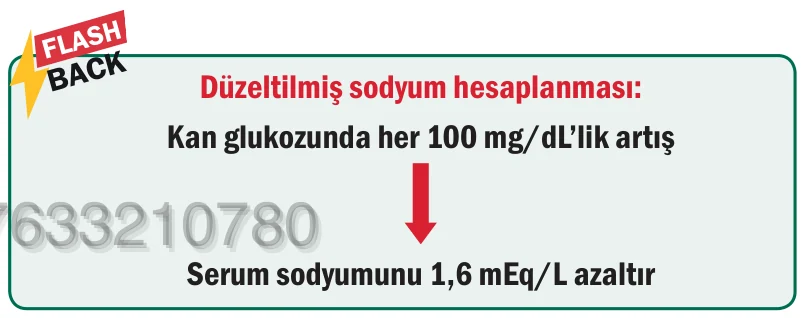 FLASH
BACK
Düzeltilmiş sodyum hesaplanması:
Kan glukozunda her 100 mg/dL’lik artış
7633210780
Serum sodyumunu 1,6 mEq/L azaltır